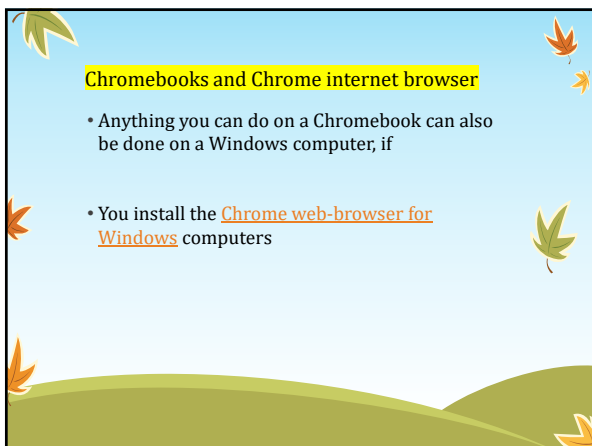 Chromebooks and Chrome internet browser
• Anything you can do on a Chromebook can also
be done on a Windows computer, if
• You install the Chrome web-browser for
Windows computers